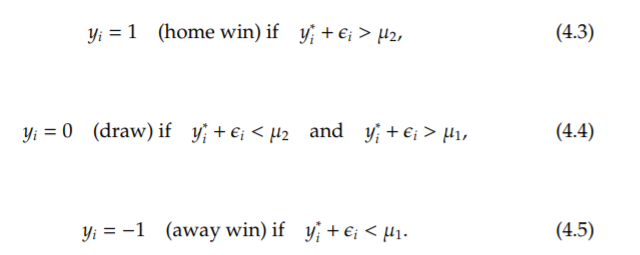 yᵢ = 1 (home win) if yᵢ* + ϵᵢ > μ₂, (4.3)
yᵢ = 0 (draw) if yᵢ* + ϵᵢ < μ₂ and yᵢ* + ϵᵢ > μ₁, (4.4)
yᵢ = −1 (away win) if yᵢ* + ϵᵢ < μ₁. (4.5)